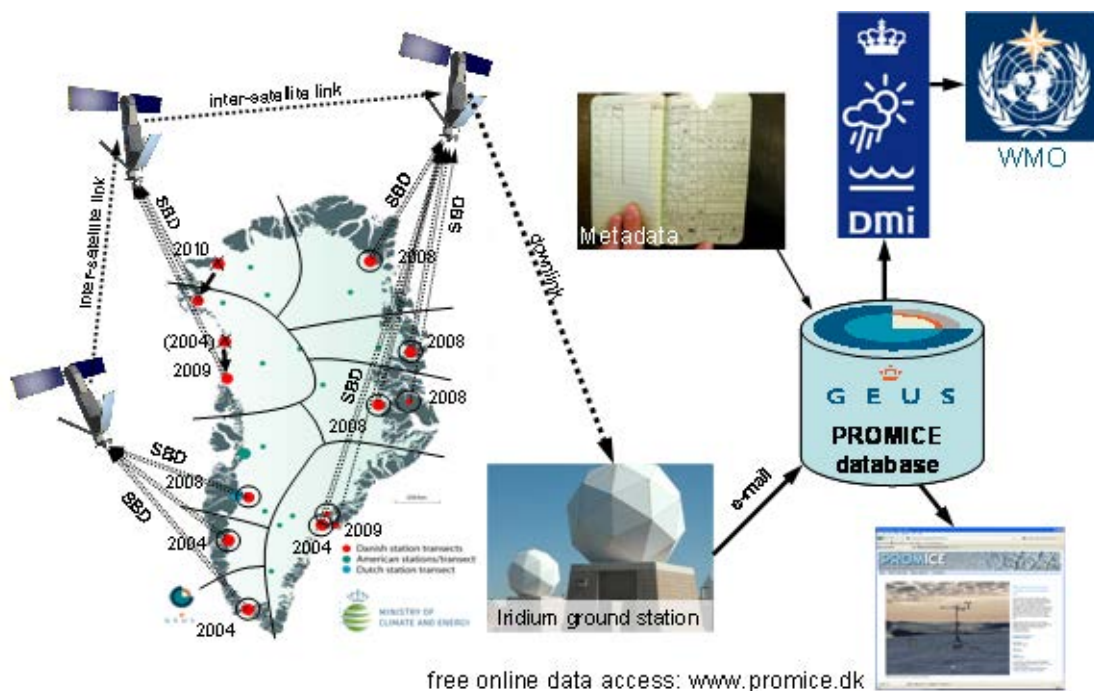 inter-satellite link
inter-satellite link
SBD
SBD
SBD
SBD
SBD
SBD
2010
(2004)
2009
2008
2004
2004
2008
2008
2008
2008
2009
2004
Danish station transects
American stations/transect
Dutch station transect
GEUS
MINISTRY OF
CLIMATE AND ENERGY
downlink
Iridium ground station
e-mail
Metadata
DMi
WMO
GEUS
PROMICE
database
PROMICE
free online data access: www.promice.dk